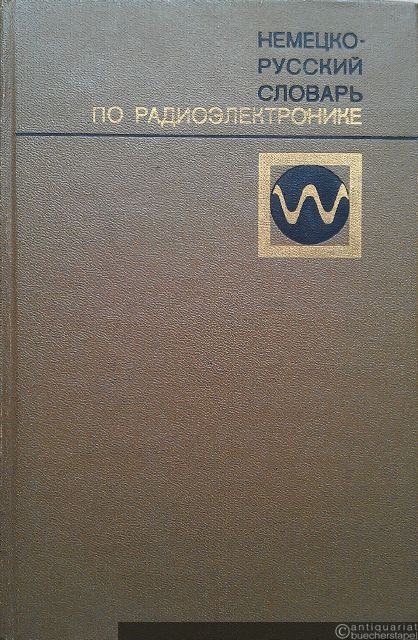 НЕМЕЦКО-
РУССКИЙ
СЛОВАРЬ
ПО РАДИОЭЛЕКТРОНИКЕ
©antiquariat
buecherstapel